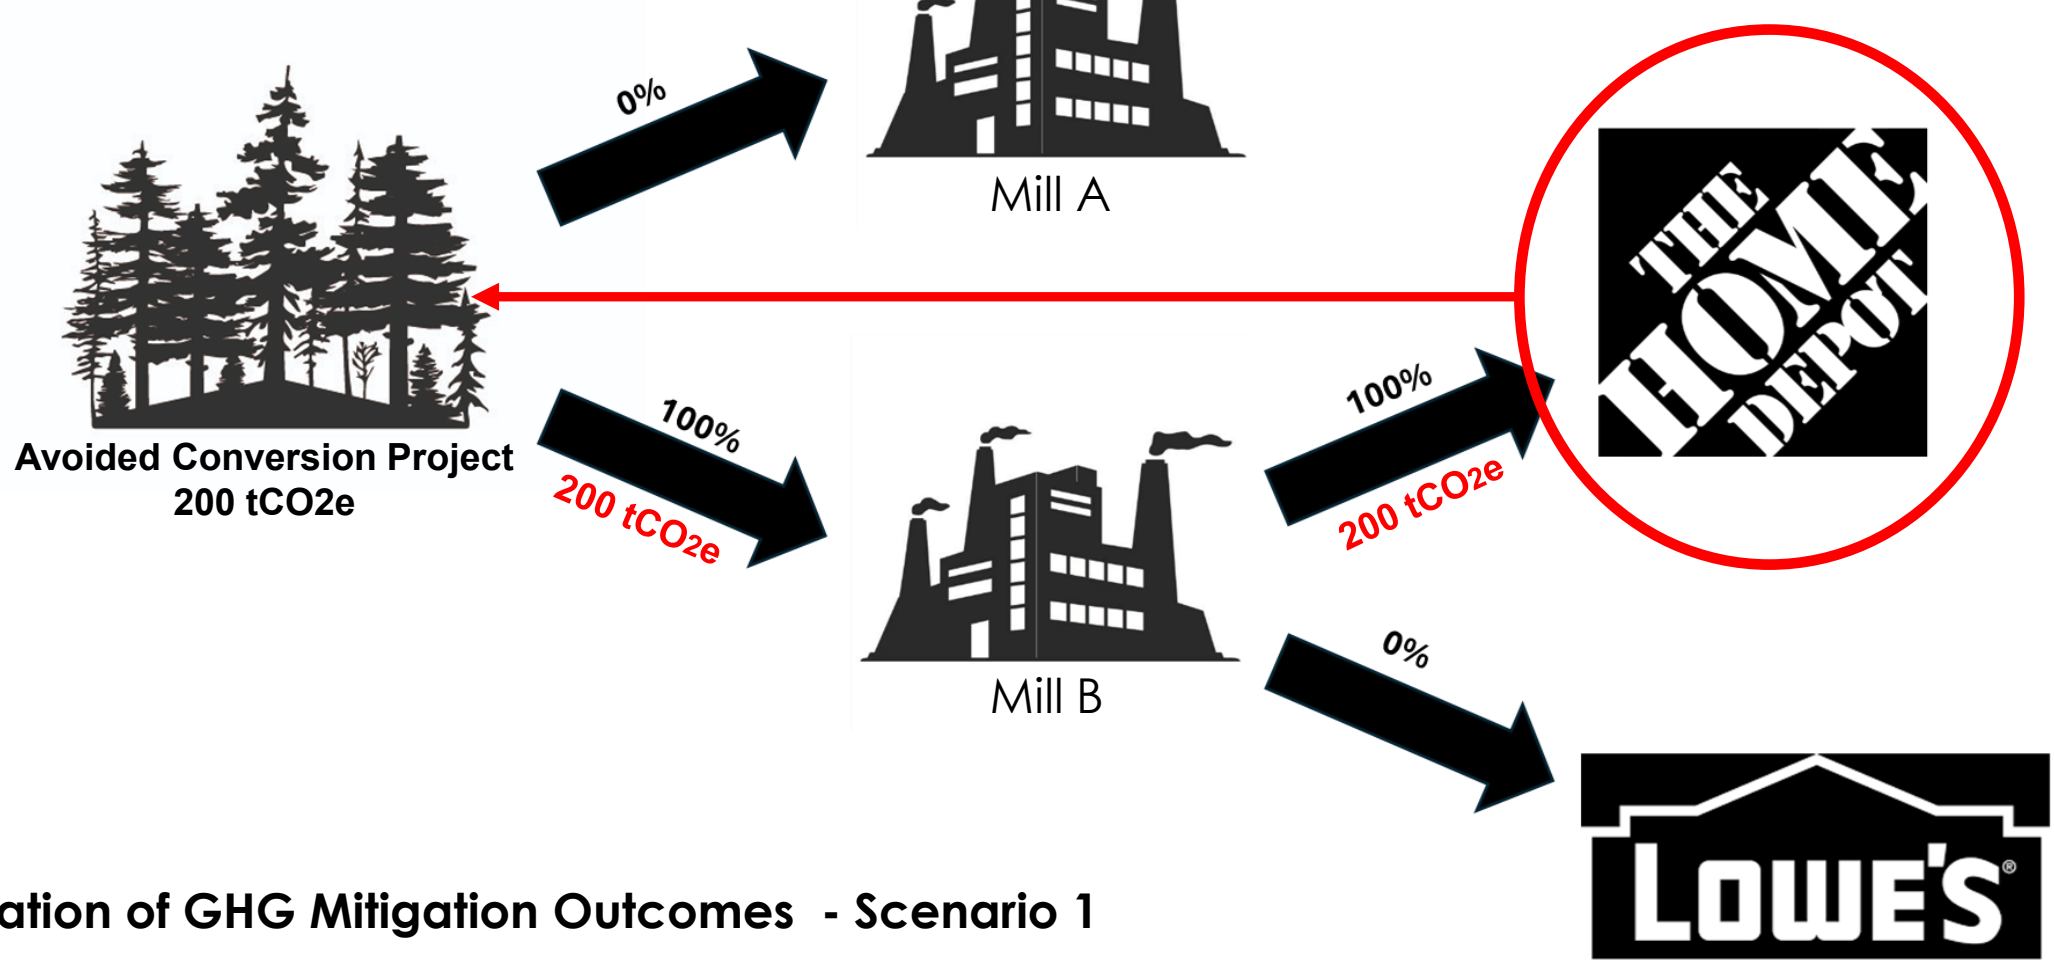 0%
Mill A
THE
HOME
DEPOT
Avoided Conversion Project
200 tCO2e
100%
200 tCO2e
100%
200 tCO2e
Mill B
0%
LOWE'S®
ation of GHG Mitigation Outcomes - Scenario 1